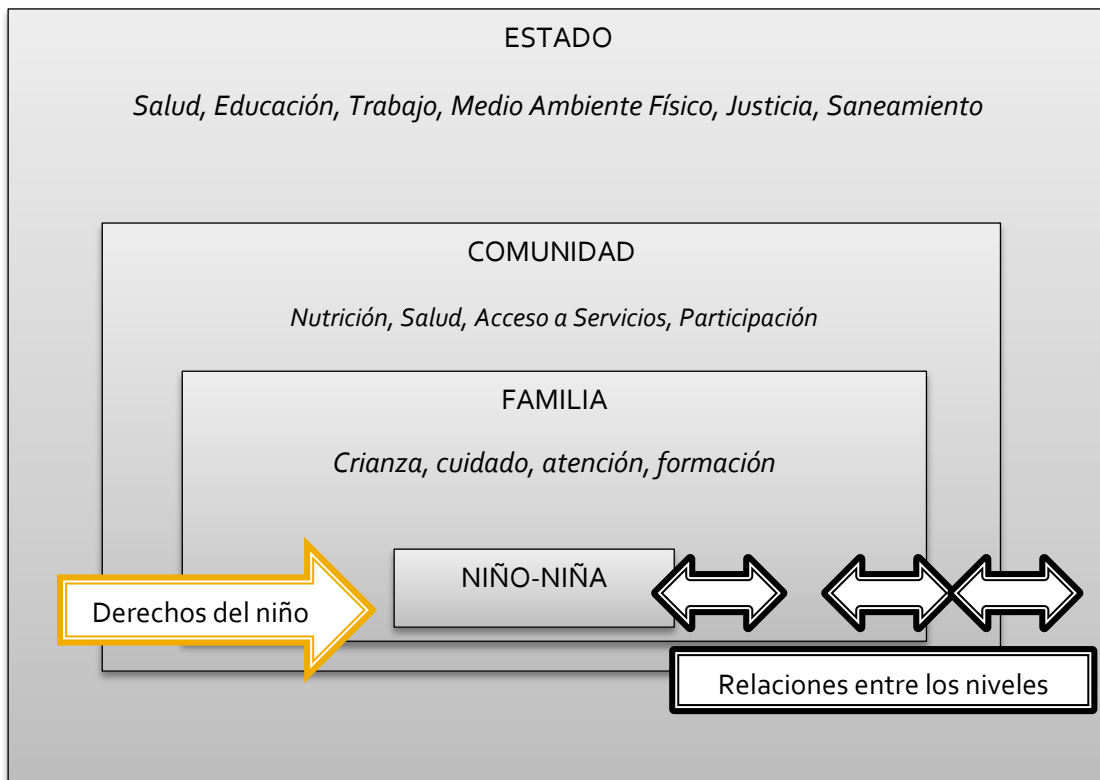 ESTADO
Salud, Educación, Trabajo, Medio Ambiente Físico, Justicia, Saneamiento
COMUNIDAD
Nutrición, Salud, Acceso a Servicios, Participación
FAMILIA
Crianza, cuidado, atención, formación
NIÑO-NIÑA
Derechos del niño
Relaciones entre los niveles